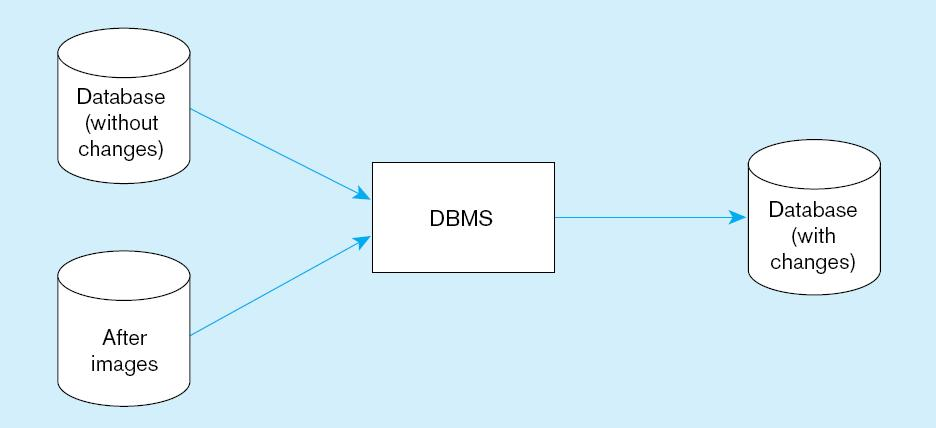 Database
(without
changes)
DBMS
Database
(with
changes)
After
images